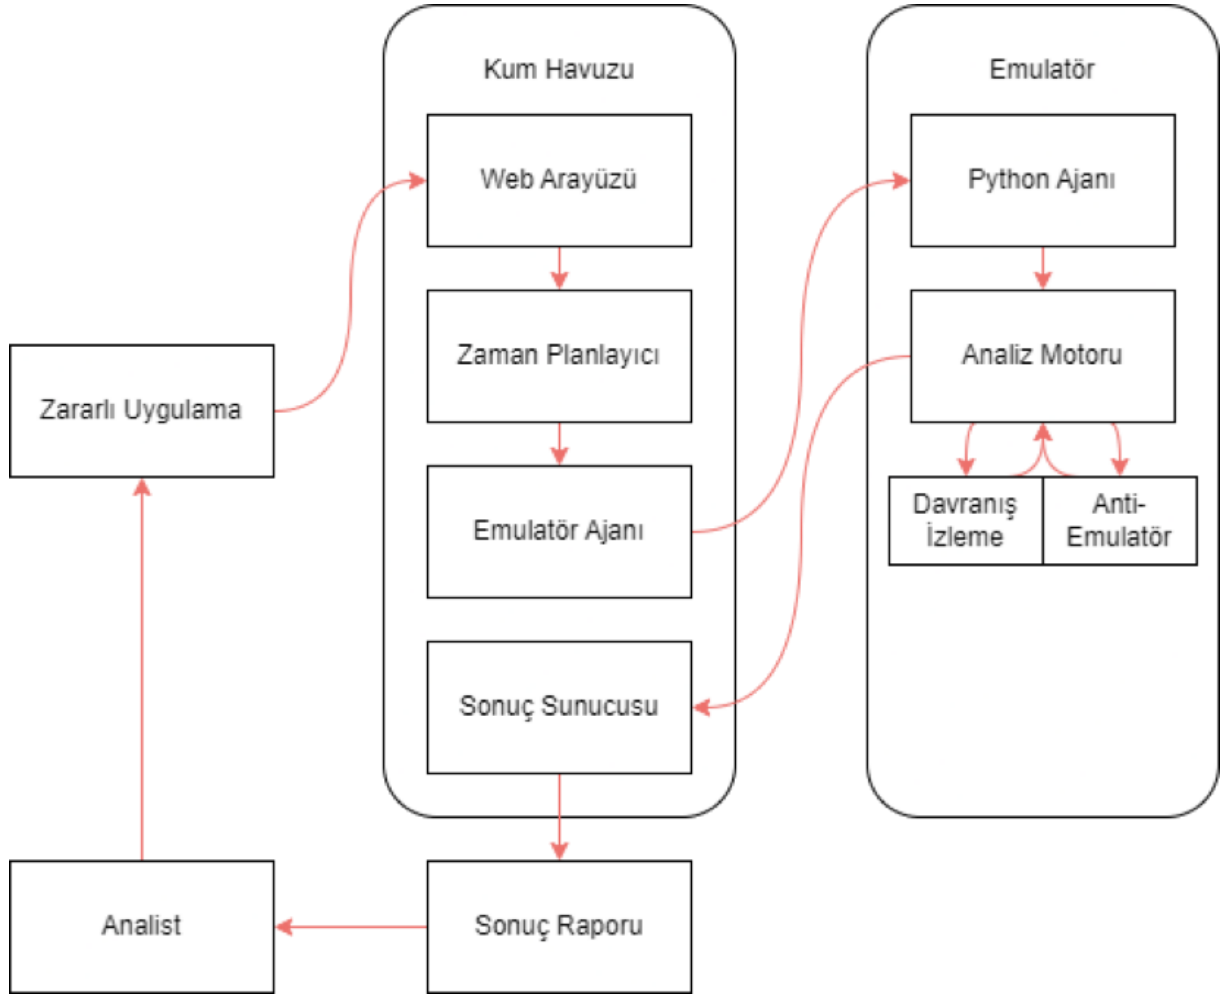 Kum Havuzu
Web Arayüzü
Zaman Planlayıcı
Emulatör Ajanı
Sonuç Sunucusu
Emulatör
Python Ajanı
Analiz Motoru
Davranış
İzleme
Anti-
Emulatör
Zararlı Uygulama
Analist
Sonuç Raporu